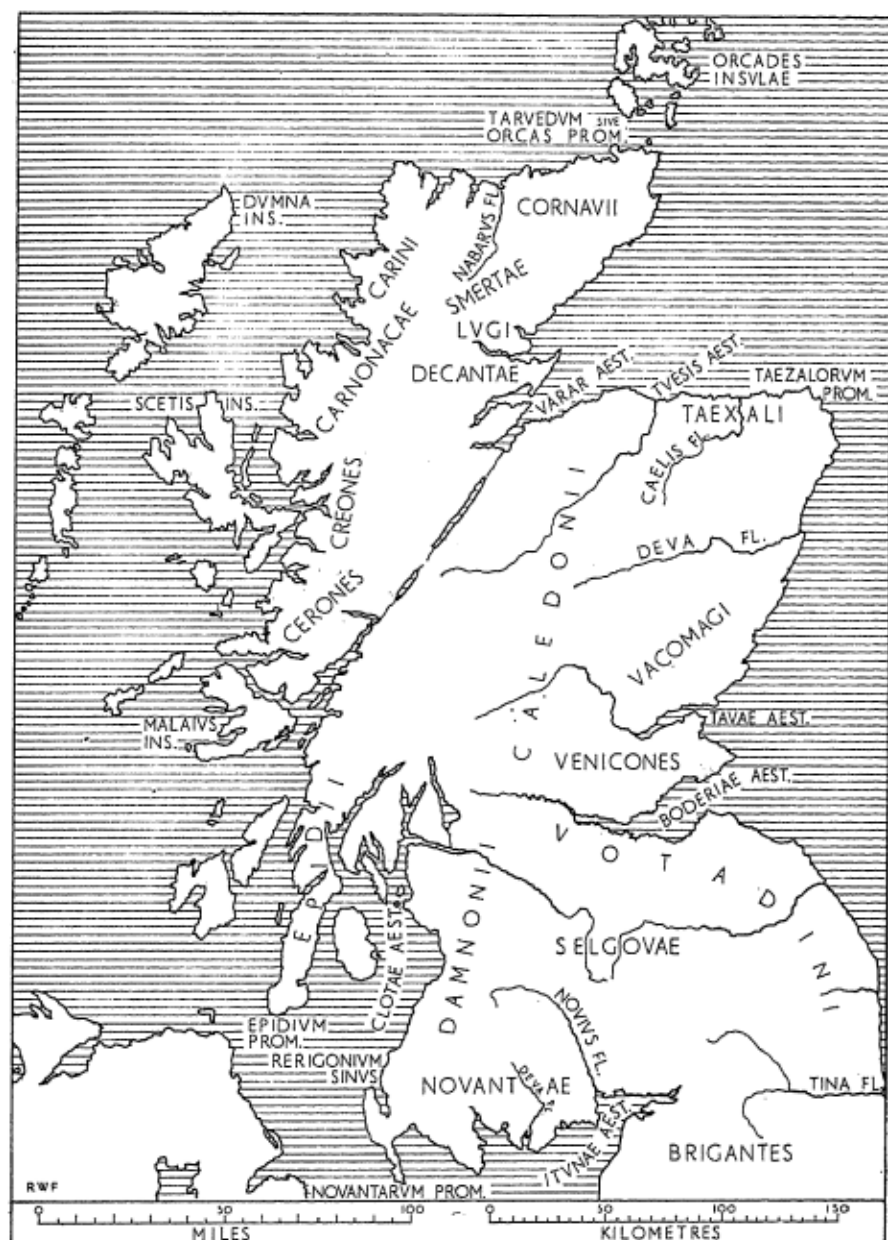 ORCADES
INSVLAE
TARVEDVM SIVE
ORCAS PROM.
DVMNA
INS.
NABARVS FL.
CORNAVII
CARINI
SMERTAE
CARNONACAE
LVGI
DECANTAE
VARAR AEST.
TVESIS AEST.
TAEZALORVM
PROM.
SCETIS INS.
TAEXALI
CAELIS FL.
CREONES
DEVA FL.
CALEDONII
CERONES
VACOMAGI
MALAIVS
INS.
TAVAE AEST.
VENICONES
BODERIAE AEST.
EPIDII
VOTADINII
DAMNONII
SELGOVAE
CLOTAE AEST.
EPIDIVM
PROM.
RERIGONIVM
SINVS
NOVIVS FL.
NOVANTAE
DEVA
TINA FL.
ITVNAE AEST.
BRIGANTES
RWF
NOVANTARVM PROM.
0 50 100 0 50 100 150
MILES KILOMETRES